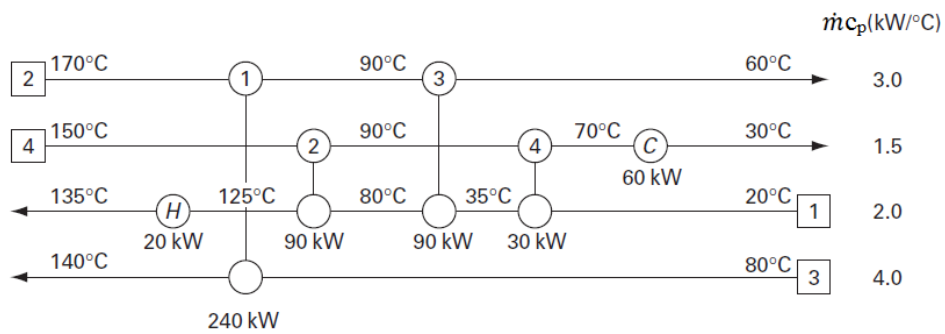 ṁcₚ(kW/°C)
2 170°C 1 90°C 3 60°C 3.0
4 150°C 2 90°C 4 70°C C 30°C 1.5
60 kW
135°C H 125°C 80°C 35°C 20°C 1 2.0
20 kW 90 kW 90 kW 30 kW
140°C 80°C 3 4.0
240 kW